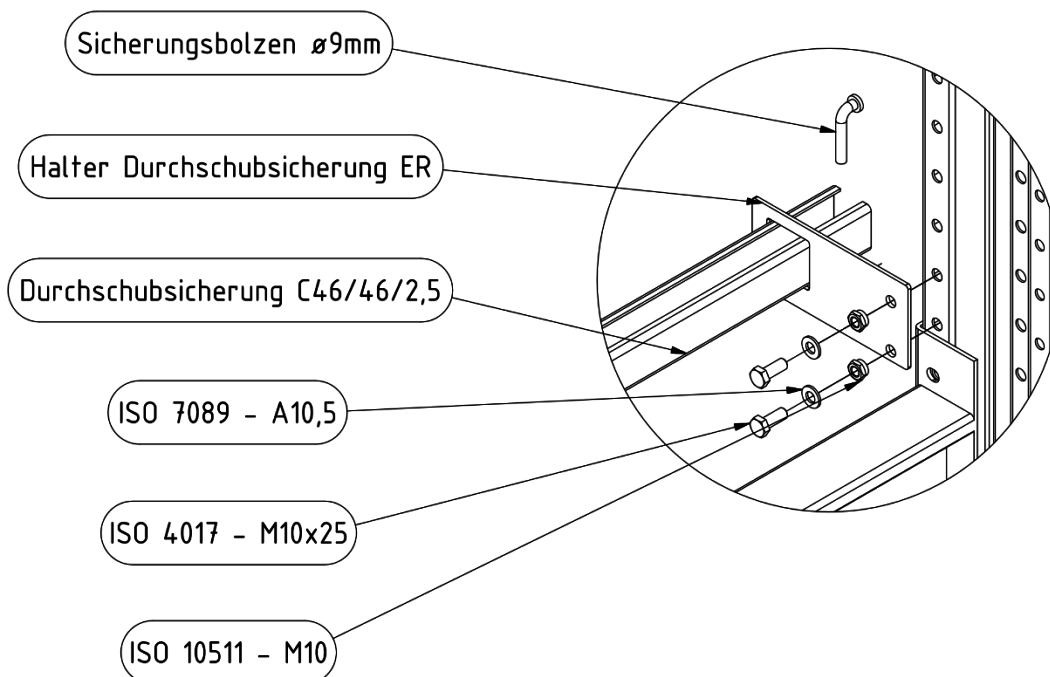 Sicherungsbolzen ø9mm
Halter Durchschubsicherung ER
Durchschubsicherung C46/46/2,5
ISO 7089 - A10,5
ISO 4017 - M10x25
ISO 10511 - M10